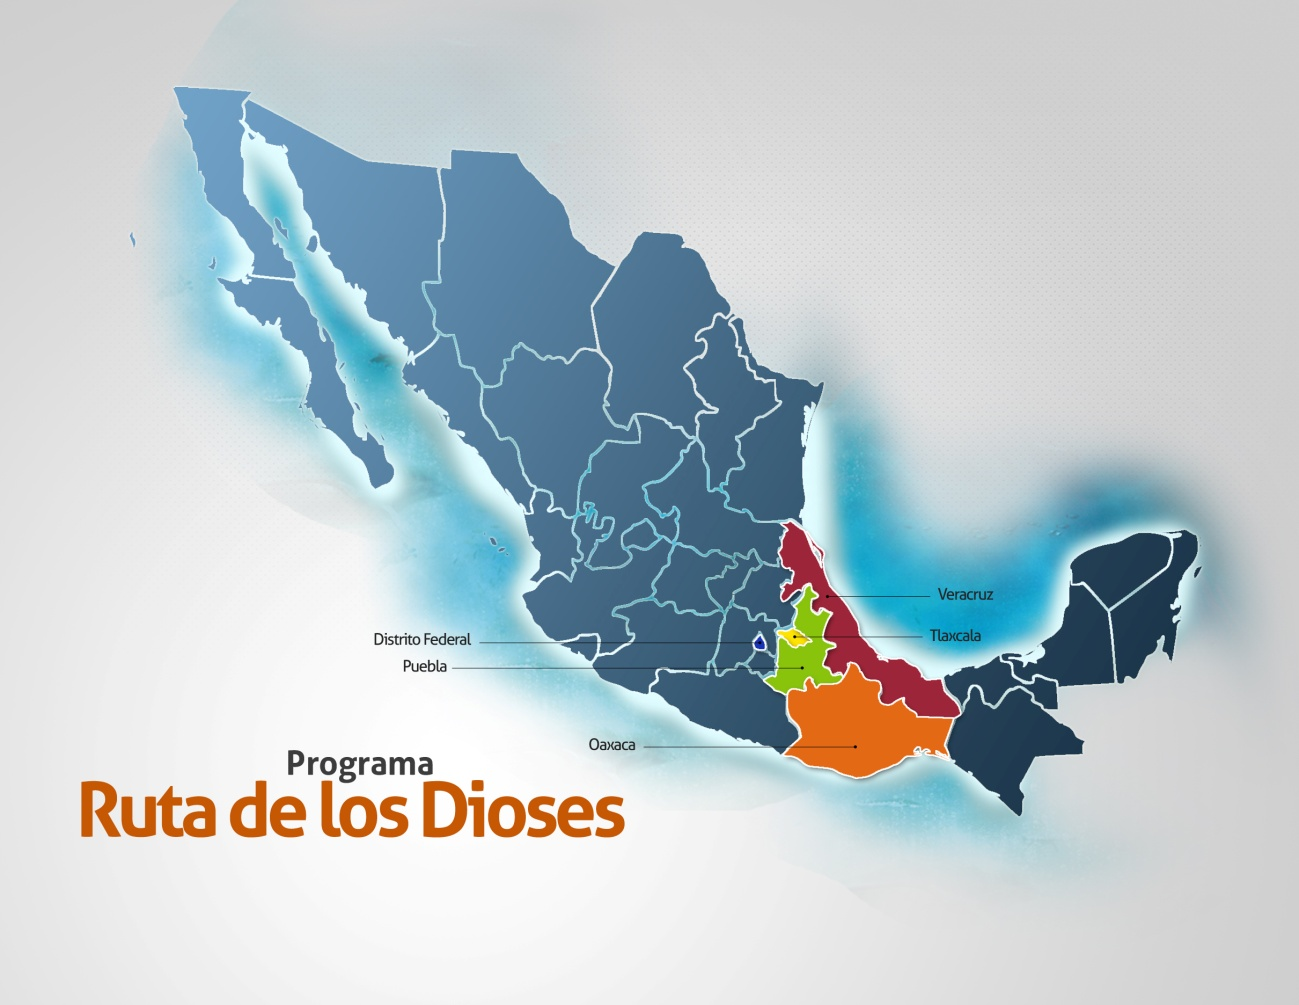 Veracruz
Tlaxcala
Distrito Federal
Puebla
Oaxaca
Programa
Ruta de los Dioses